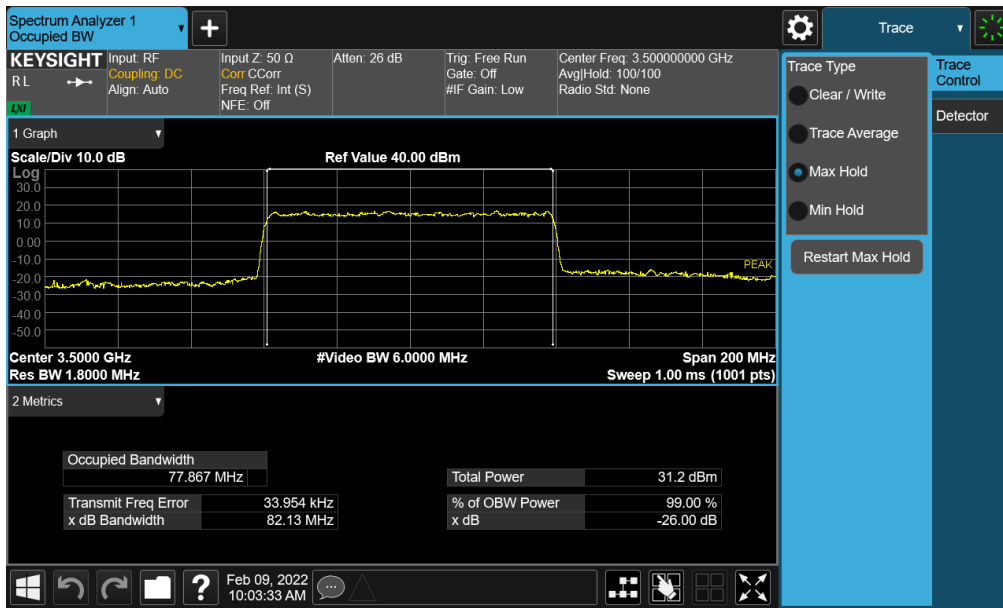 Spectrum Analyzer 1
Occupied BW
Trace
KEYSIGHT
R L
LXI
Input: RF
Coupling: DC
Align: Auto
Input Z: 50 Ω
Corr CCorr
Freq Ref: Int (S)
NFE: Off
Atten: 26 dB
Trig: Free Run
Gate: Off
#IF Gain: Low
Center Freq: 3.500000000 GHz
Avg|Hold: 100/100
Radio Std: None
1 Graph
Scale/Div 10.0 dB
Ref Value 40.00 dBm
Log
30.0
20.0
10.0
0.00
-10.0
-20.0
-30.0
-40.0
-50.0
PEAK
Center 3.5000 GHz
#Video BW 6.0000 MHz
Span 200 MHz
Res BW 1.8000 MHz
Sweep 1.00 ms (1001 pts)
2 Metrics
Occupied Bandwidth
77.867 MHz
Total Power 31.2 dBm
Transmit Freq Error 33.954 kHz
% of OBW Power 99.00 %
x dB Bandwidth 82.13 MHz
x dB -26.00 dB
Trace Type
Clear / Write
Trace Average
Max Hold
Min Hold
Restart Max Hold
Trace
Control
Detector
?
Feb 09, 2022
10:03:33 AM